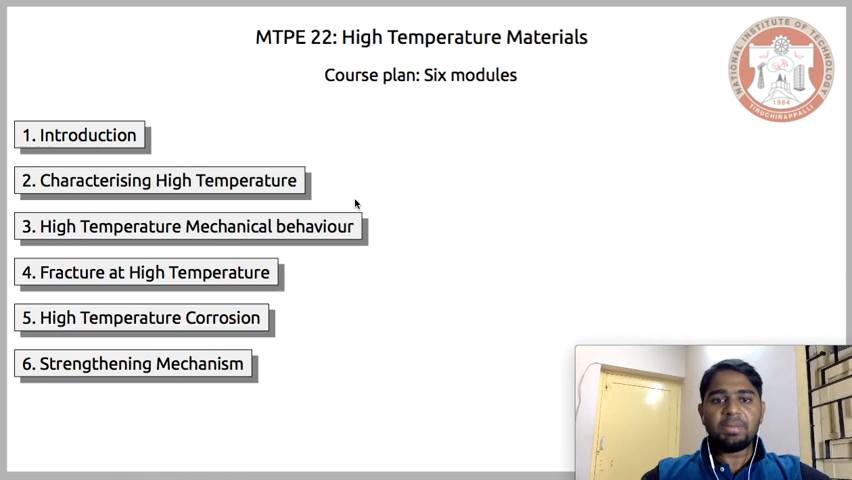 MTPE 22: High Temperature Materials
Course plan: Six modules
NATIONAL INSTITUTE OF TECHNOLOGY
1964
TIRUCHIRAPPALLI
1. Introduction
2. Characterising High Temperature
3. High Temperature Mechanical behaviour
4. Fracture at High Temperature
5. High Temperature Corrosion
6. Strengthening Mechanism